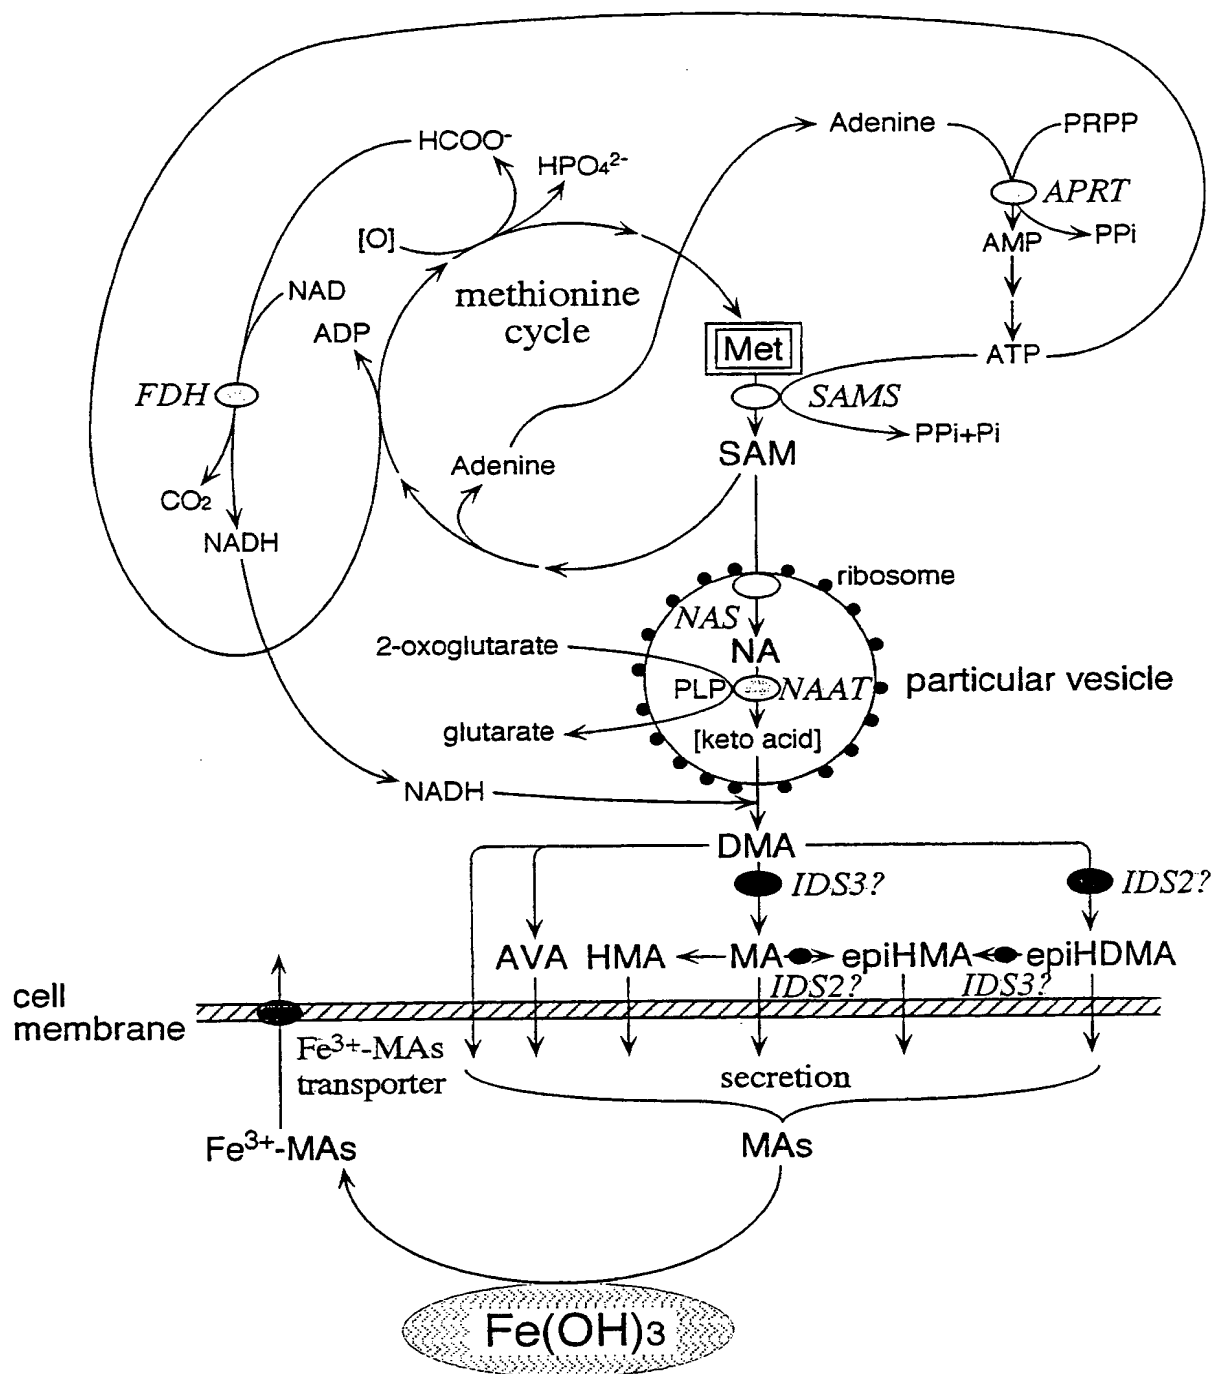 Adenine
PRPP
HCOO⁻
HPO₄²⁻
APRT
[O]
AMP
PPi
NAD
methionine
cycle
ADP
Met
ATP
FDH
SAMS
PPi+Pi
Adenine
SAM
CO₂
NADH
ribosome
NAS
2-oxoglutarate
NA
PLP
NAAT
particular vesicle
glutarate
[keto acid]
NADH
DMA
IDS3?
IDS2?
AVA
HMA
MA
epiHMA
epiHDMA
IDS2?
IDS3?
cell
membrane
Fe³⁺-MAs
transporter
secretion
Fe³⁺-MAs
MAs
Fe(OH)₃